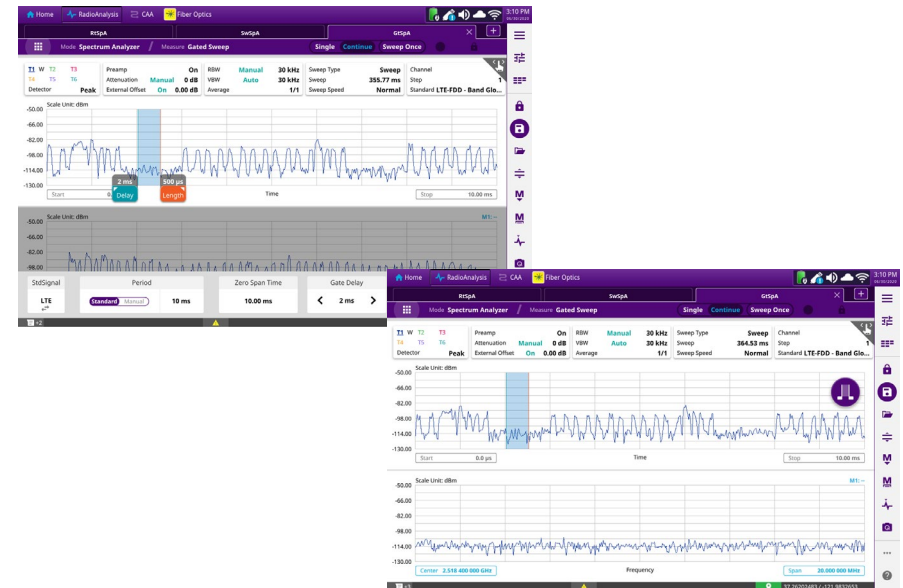 Home RadioAnalysis CAA Fiber Optics 3:10 PM
RtSpA SwSpA GtSpA × +
Mode Spectrum Analyzer / Measure Gated Sweep Single Continue Sweep Once
T1 W T2 T3 Preamp On RBW Manual 30 kHz Sweep Type Sweep Channel
T4 T5 T6 Attenuation Manual 0 dB VBW Auto 30 kHz Sweep 355.77 ms Step 1
Detector Peak External Offset On 0.00 dB Average 1/1 Sweep Speed Normal Standard LTE-FDD - Band Glo...
Scale Unit: dBm
-50.00
-66.00
-82.00
-98.00
-114.00
-130.00
2 ms 500 µs
Delay Length
Start 0. Time Stop 10.00 ms
Scale Unit: dBm M1: --
-50.00
-66.00
-82.00
-98.00
StdSignal Period Zero Span Time Gate Delay
LTE Standard Manual 10 ms 10.00 ms < 2 ms >
+2
Home RadioAnalysis CAA Fiber Optics 3:10 PM
RtSpA SwSpA GtSpA × +
Mode Spectrum Analyzer / Measure Gated Sweep Single Continue Sweep Once
T1 W T2 T3 Preamp On RBW Manual 30 kHz Sweep Type Sweep Channel
T4 T5 T6 Attenuation Manual 0 dB VBW Auto 30 kHz Sweep 364.53 ms Step 1
Detector Peak External Offset On 0.00 dB Average 1/1 Sweep Speed Normal Standard LTE-FDD - Band Glo...
Scale Unit: dBm
-50.00
-66.00
-82.00
-98.00
-114.00
-130.00
Start 0.0 µs Time Stop 10.00 ms
Scale Unit: dBm M1: --
-50.00
-66.00
-82.00
-98.00
-114.00
-130.00
Center 2.518 400 000 GHz Frequency Span 20.000 000 MHz
37.26202483 / -121.9832653